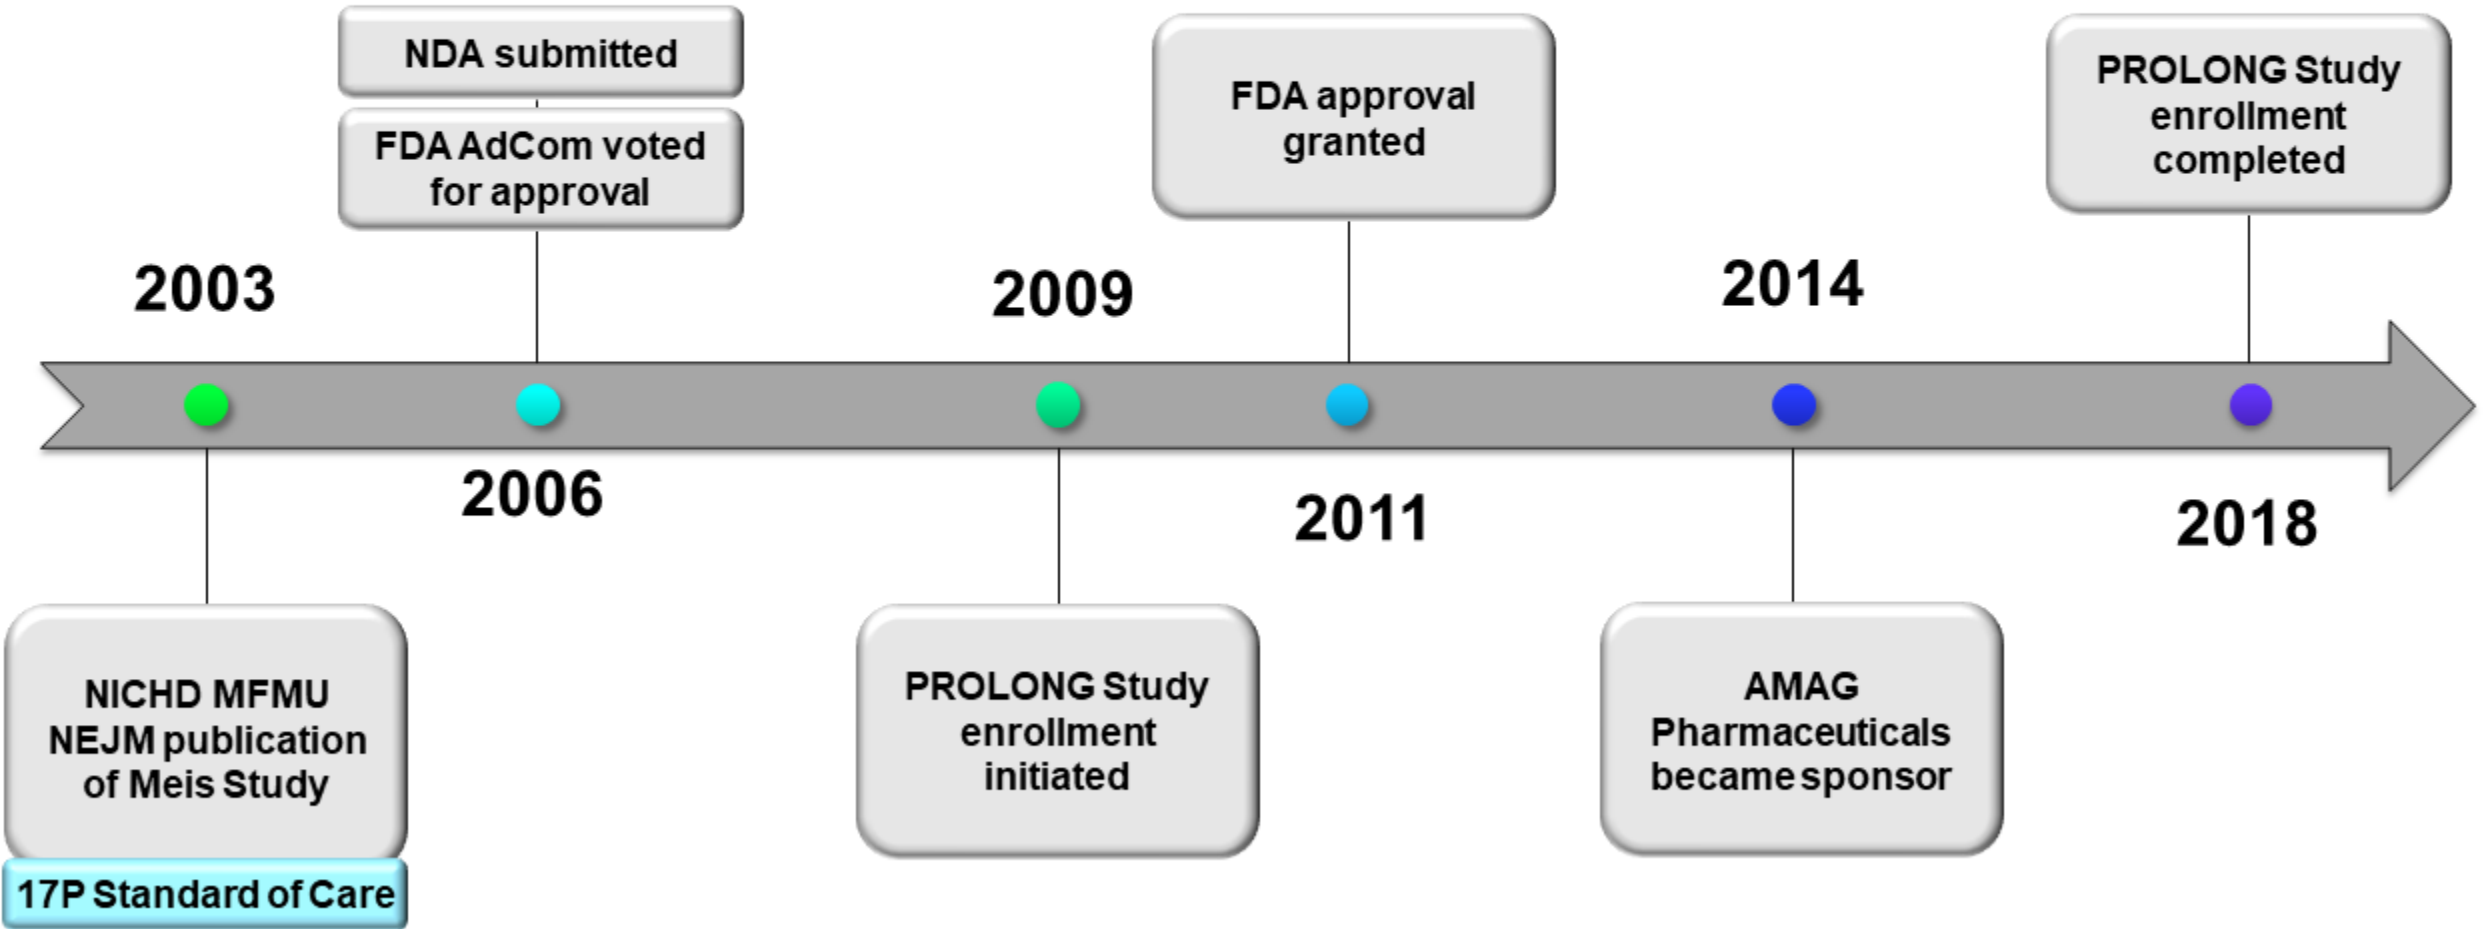 NDA submitted
FDA AdCom voted
for approval
FDA approval
granted
PROLONG Study
enrollment
completed
2003
2009
2014
2006
2011
2018
NICHD MFMU
NEJM publication
of Meis Study
17P Standard of Care
PROLONG Study
enrollment
initiated
AMAG
Pharmaceuticals
became sponsor